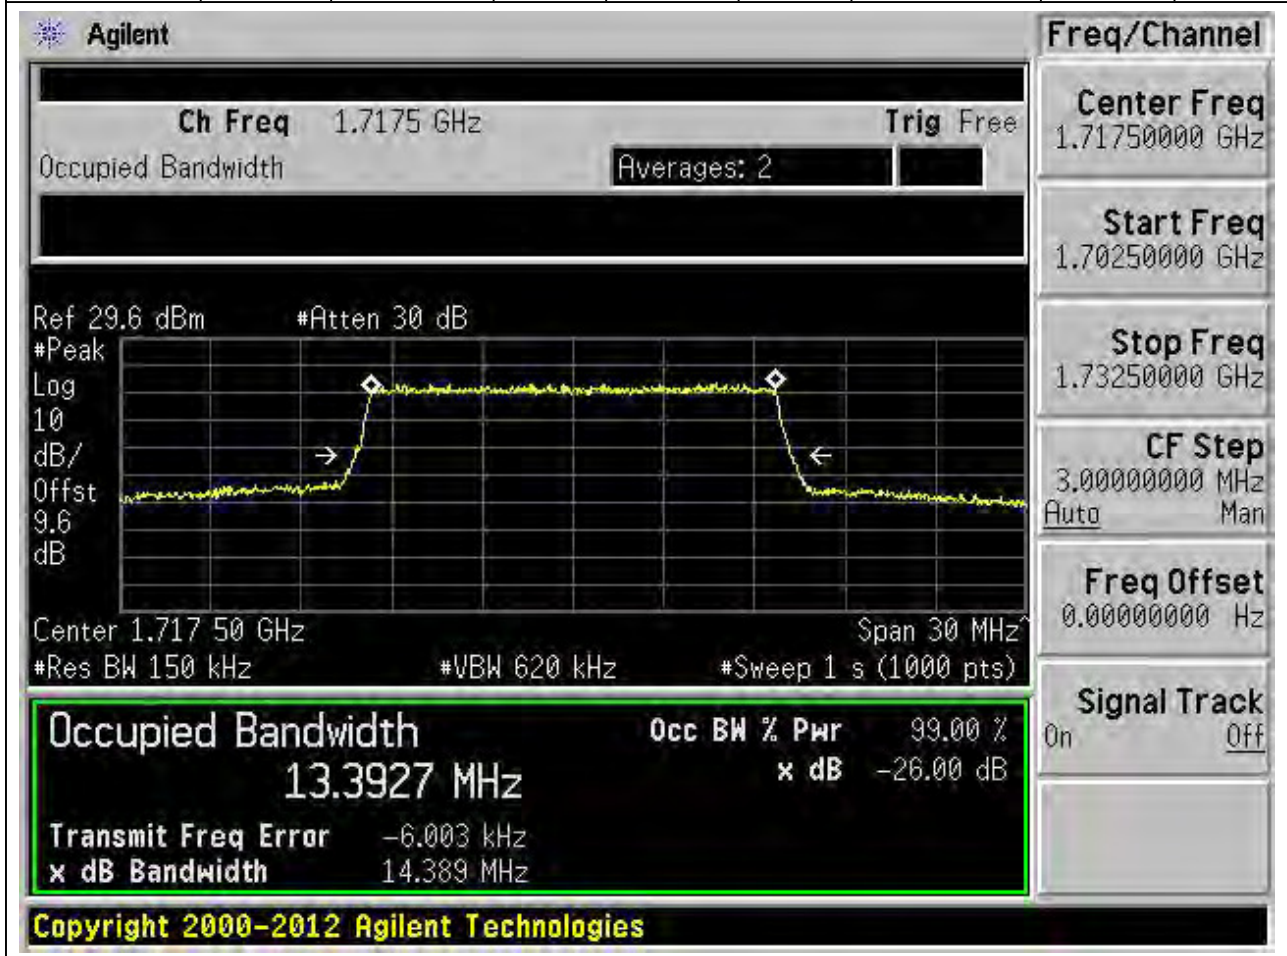 Agilent
Freq/Channel
Ch Freq 1.7175 GHz Trig Free
Occupied Bandwidth Averages: 2
Center Freq
1.71750000 GHz
Start Freq
1.70250000 GHz
Stop Freq
1.73250000 GHz
CF Step
3.00000000 MHz
Auto Man
Freq Offset
0.00000000 Hz
Signal Track
On Off
Ref 29.6 dBm #Atten 30 dB
#Peak
Log
10
dB/
Offst
9.6
dB
Center 1.717 50 GHz Span 30 MHz^
#Res BW 150 kHz #VBW 620 kHz #Sweep 1 s (1000 pts)
Occupied Bandwidth Occ BW % Pwr 99.00 %
13.3927 MHz x dB -26.00 dB
Transmit Freq Error -6.003 kHz
x dB Bandwidth 14.389 MHz
Copyright 2000-2012 Agilent Technologies